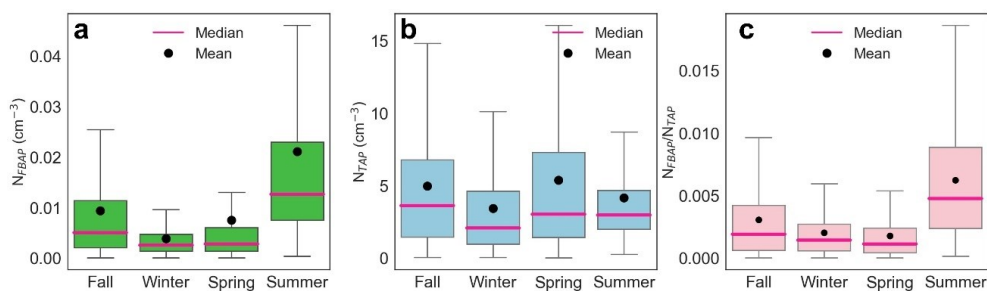 a
Median
Mean
N_FBAP (cm⁻³)
0.04
0.03
0.02
0.01
0.00
Fall Winter Spring Summer
b
Median
Mean
N_TAP (cm⁻³)
15
10
5
0
Fall Winter Spring Summer
c
Median
Mean
N_FBAP/N_TAP
0.015
0.010
0.005
0.000
Fall Winter Spring Summer